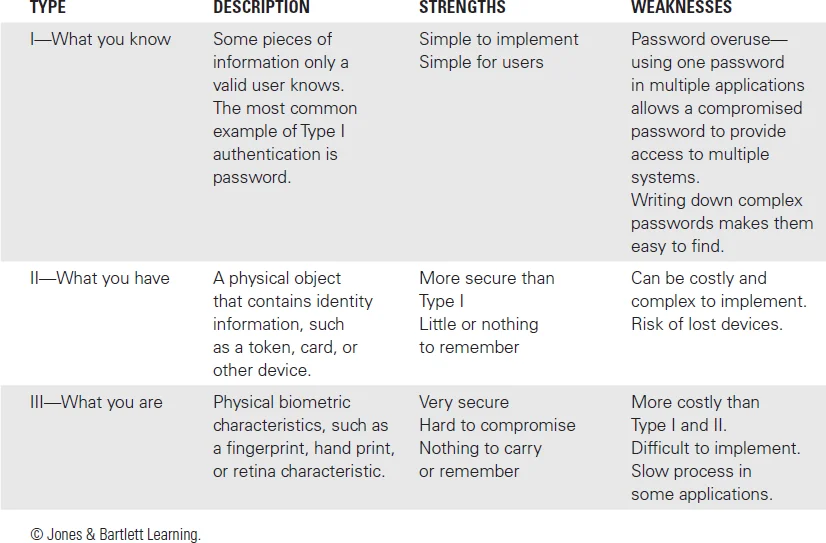 TYPE DESCRIPTION STRENGTHS WEAKNESSES
I—What you know
Some pieces of
information only a
valid user knows.
The most common
example of Type I
authentication is
password.
Simple to implement
Simple for users
Password overuse—
using one password
in multiple applications
allows a compromised
password to provide
access to multiple
systems.
Writing down complex
passwords makes them
easy to find.
II—What you have
A physical object
that contains identity
information, such
as a token, card, or
other device.
More secure than
Type I
Little or nothing
to remember
Can be costly and
complex to implement.
Risk of lost devices.
III—What you are
Physical biometric
characteristics, such as
a fingerprint, hand print,
or retina characteristic.
Very secure
Hard to compromise
Nothing to carry
or remember
More costly than
Type I and II.
Difficult to implement.
Slow process in
some applications.
© Jones & Bartlett Learning.